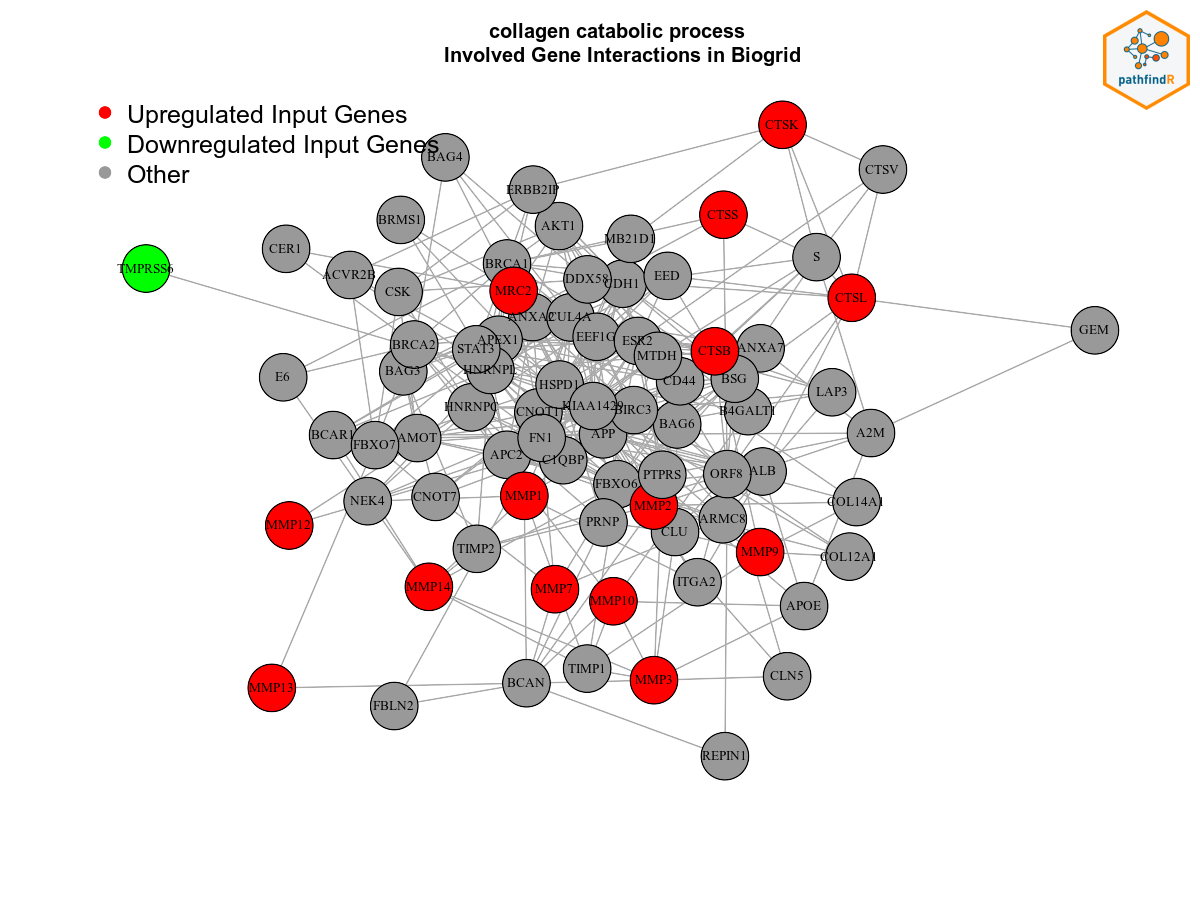 collagen catabolic process
Involved Gene Interactions in Biogrid
pathfindR
Upregulated Input Genes
Downregulated Input Genes
Other
CTSK
BAG4
CTSV
ERBB2IP
CTSS
BRMS1
AKT1
MB21D1
CER1
S
BRCA1
TMPRSS6
ACVR2B
EED
DDX58
CDH1
CSK
MRC2
CTSL
ANXA2
CUL4A
GEM
EEF1G
APEX1
ESR2
BRCA2
STAT3
ANXA7
CTSB
MTDH
HNRNPL
BAG3
E6
CD44
BSG
HSPD1
LAP3
KIAA1429
HNRNPC
CNOT1
BIRC3
B4GALT1
BAG6
A2M
BCAR1
APP
AMOT
FN1
FBXO7
APC2
C1QBP
ALB
ORF8
PTPRS
FBXO6
MMP1
CNOT7
NEK4
COL14A1
MMP2
ARMC8
PRNP
MMP12
CLU
TIMP2
MMP9
COL12A1
ITGA2
MMP14
MMP7
MMP10
APOE
TIMP1
CLN5
MMP3
BCAN
MMP13
FBLN2
REPIN1